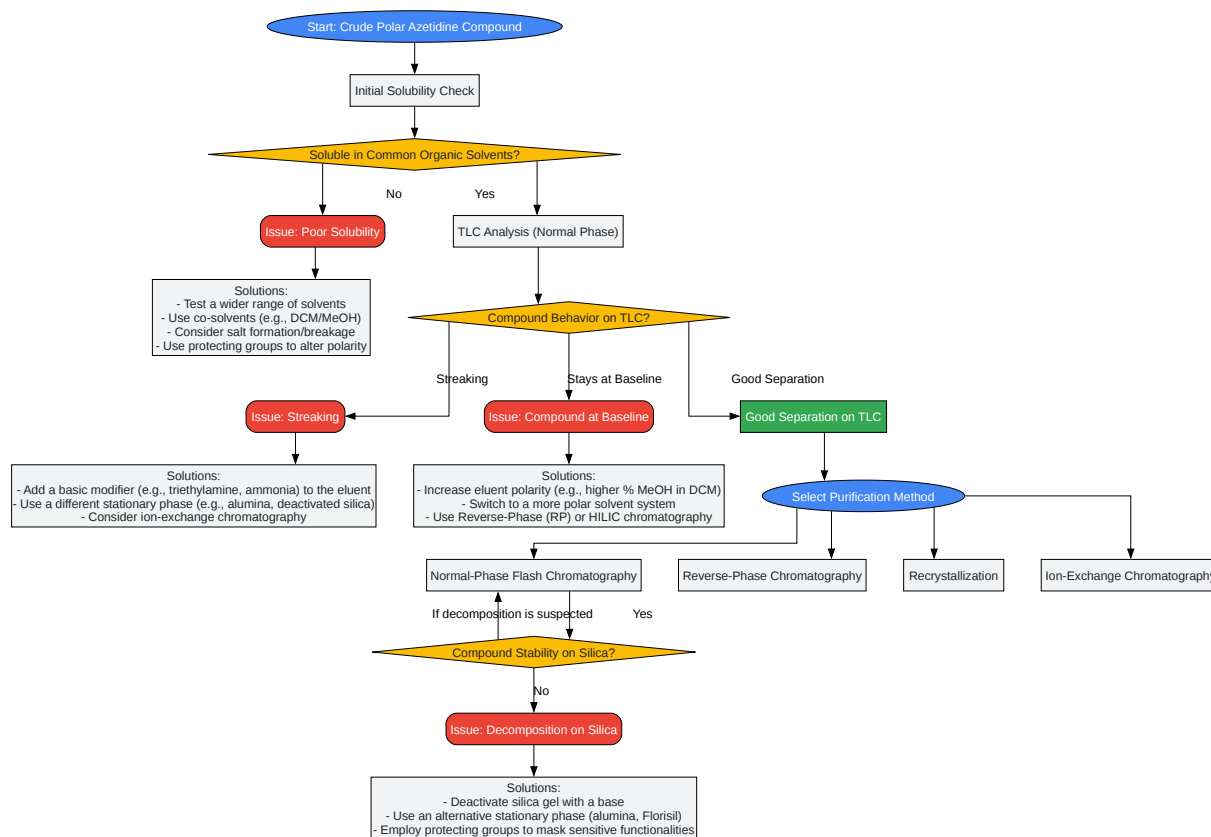 Start: Crude Polar Azetidine Compound
Initial Solubility Check
Soluble in Common Organic Solvents?
No
Yes
Issue: Poor Solubility
TLC Analysis (Normal Phase)
Solutions:
- Test a wider range of solvents
- Use co-solvents (e.g., DCM/MeOH)
- Consider salt formation/breakage
- Use protecting groups to alter polarity
Compound Behavior on TLC?
Streaking
Stays at Baseline
Good Separation
Issue: Streaking
Issue: Compound at Baseline
Good Separation on TLC
Solutions:
- Add a basic modifier (e.g., triethylamine, ammonia) to the eluent
- Use a different stationary phase (e.g., alumina, deactivated silica)
- Consider ion-exchange chromatography
Solutions:
- Increase eluent polarity (e.g., higher % MeOH in DCM)
- Switch to a more polar solvent system
- Use Reverse-Phase (RP) or HILIC chromatography
Select Purification Method
Normal-Phase Flash Chromatography
Reverse-Phase Chromatography
Recrystallization
Ion-Exchange Chromatography
If decomposition is suspected
Yes
Compound Stability on Silica?
No
Issue: Decomposition on Silica
Solutions:
- Deactivate silica gel with a base
- Use an alternative stationary phase (alumina, Florisil)
- Employ protecting groups to mask sensitive functionalities